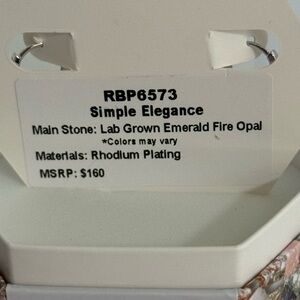 RBP6573
Simple Elegance
Main Stone: Lab Grown Emerald Fire Opal
*Colors may vary
Materials: Rhodium Plating
MSRP: $160